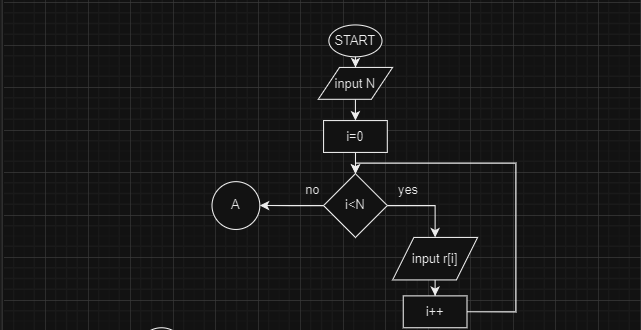 START
input N
i=0
no
yes
A
i<N
input r[i]
i++